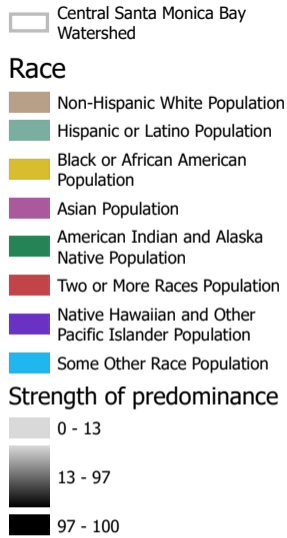 Central Santa Monica Bay
Watershed
Race
Non-Hispanic White Population
Hispanic or Latino Population
Black or African American
Population
Asian Population
American Indian and Alaska
Native Population
Two or More Races Population
Native Hawaiian and Other
Pacific Islander Population
Some Other Race Population
Strength of predominance
0 - 13
13 - 97
97 - 100